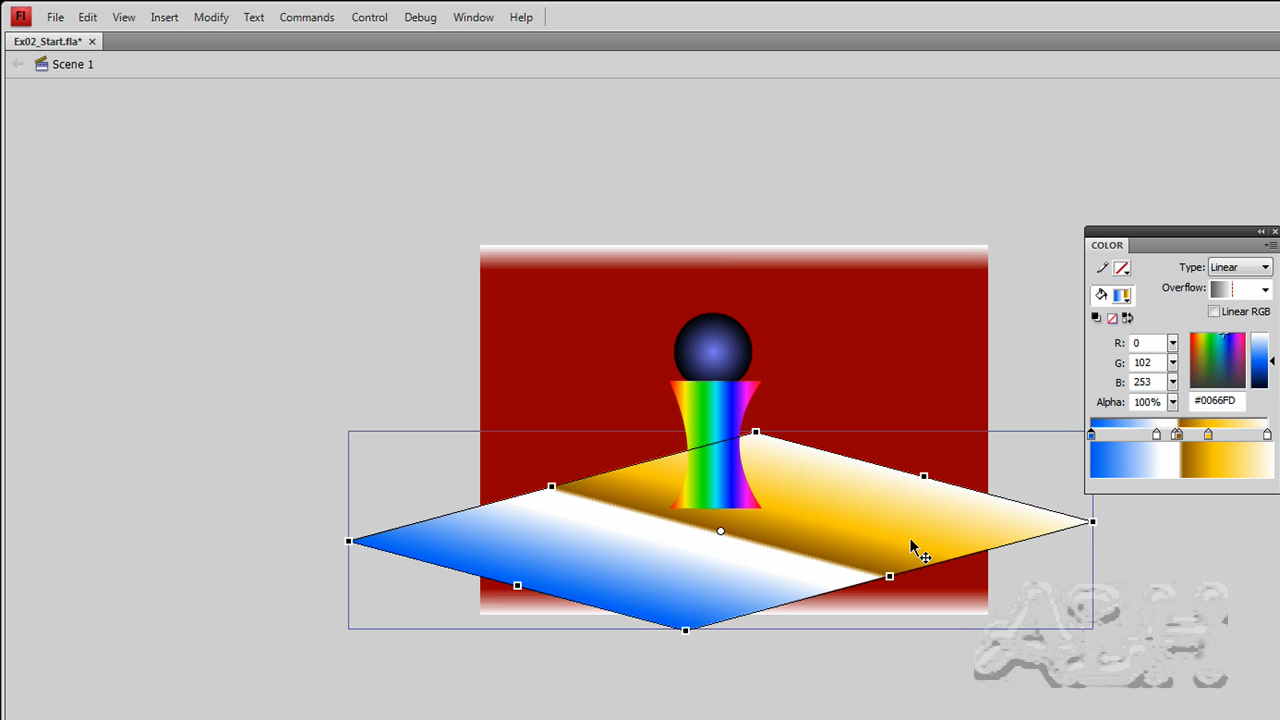 Fl File Edit View Insert Modify Text Commands Control Debug Window Help
Ex02_Start.fla*
Scene 1
COLOR
Type: Linear
Overflow:
Linear RGB
R: 0
G: 102
B: 253
Alpha: 100% #0066FD